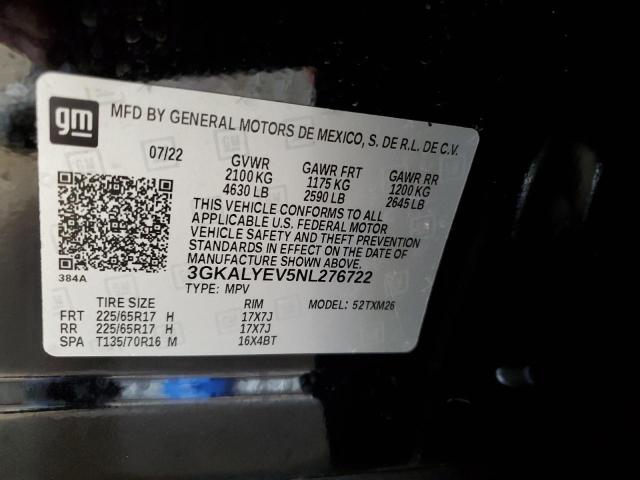 gm
MFD BY GENERAL MOTORS DE MEXICO, S. DE R.L. DE C.V.
07/22 GVWR GAWR FRT GAWR RR
2100 KG 1175 KG 1200 KG
4630 LB 2590 LB 2645 LB
THIS VEHICLE CONFORMS TO ALL
APPLICABLE U.S. FEDERAL MOTOR
VEHICLE SAFETY AND THEFT PREVENTION
STANDARDS IN EFFECT ON THE DATE OF
MANUFACTURE SHOWN ABOVE.
384A
3GKALYEV5NL276722
TYPE: MPV MODEL: 52TXM26
TIRE SIZE RIM
FRT 225/65R17 H 17X7J
RR 225/65R17 H 17X7J
SPA T135/70R16 M 16X4BT